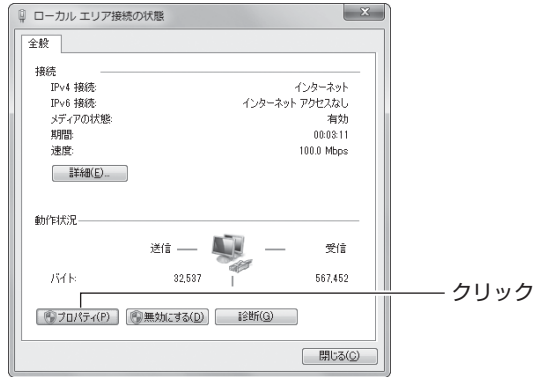 ローカル エリア接続の状態
全般
接続
IPv4 接続: インターネット
IPv6 接続: インターネット アクセスなし
メディアの状態: 有効
期間: 00:03:11
速度: 100.0 Mbps
詳細(E)...
動作状況
送信 受信
バイト: 32,537 567,452
プロパティ(P) 無効にする(D) 診断(G)
クリック
閉じる(C)